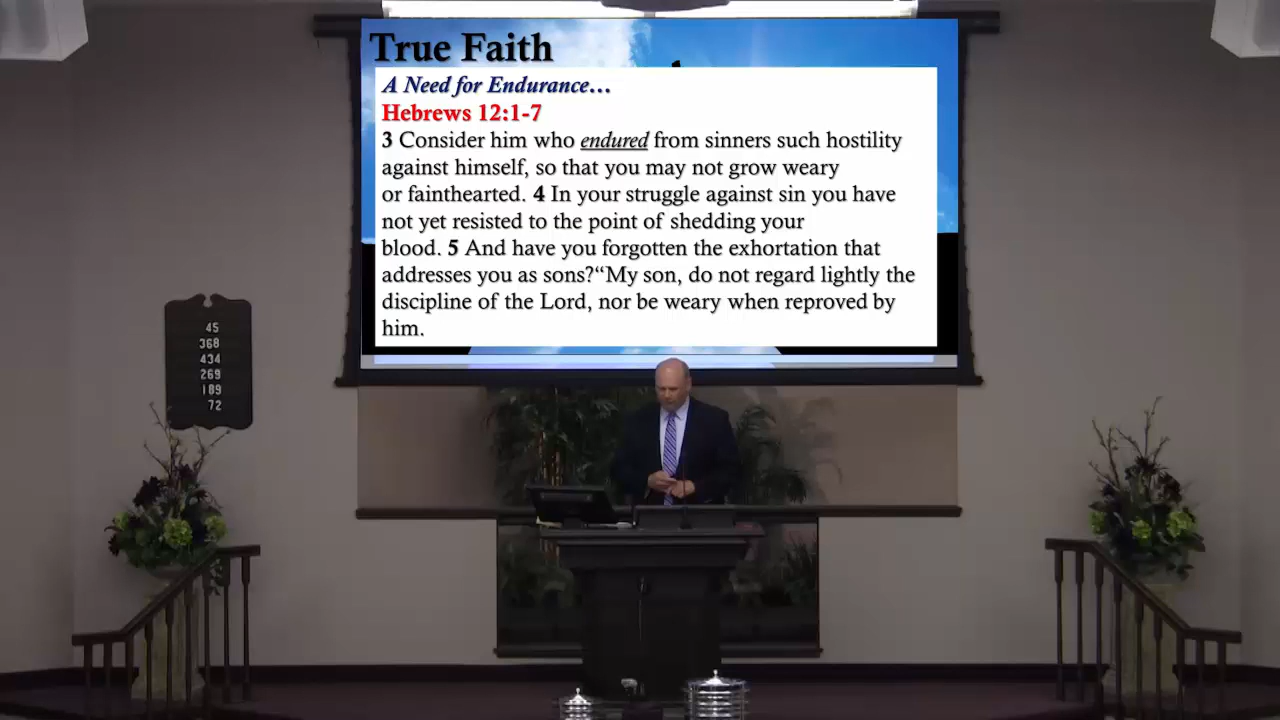 True Faith
A Need for Endurance...
Hebrews 12:1-7
3 Consider him who endured from sinners such hostility
against himself, so that you may not grow weary
or fainthearted. 4 In your struggle against sin you have
not yet resisted to the point of shedding your
blood. 5 And have you forgotten the exhortation that
addresses you as sons?“My son, do not regard lightly the
discipline of the Lord, nor be weary when reproved by
him.
45
368
434
269
189
72